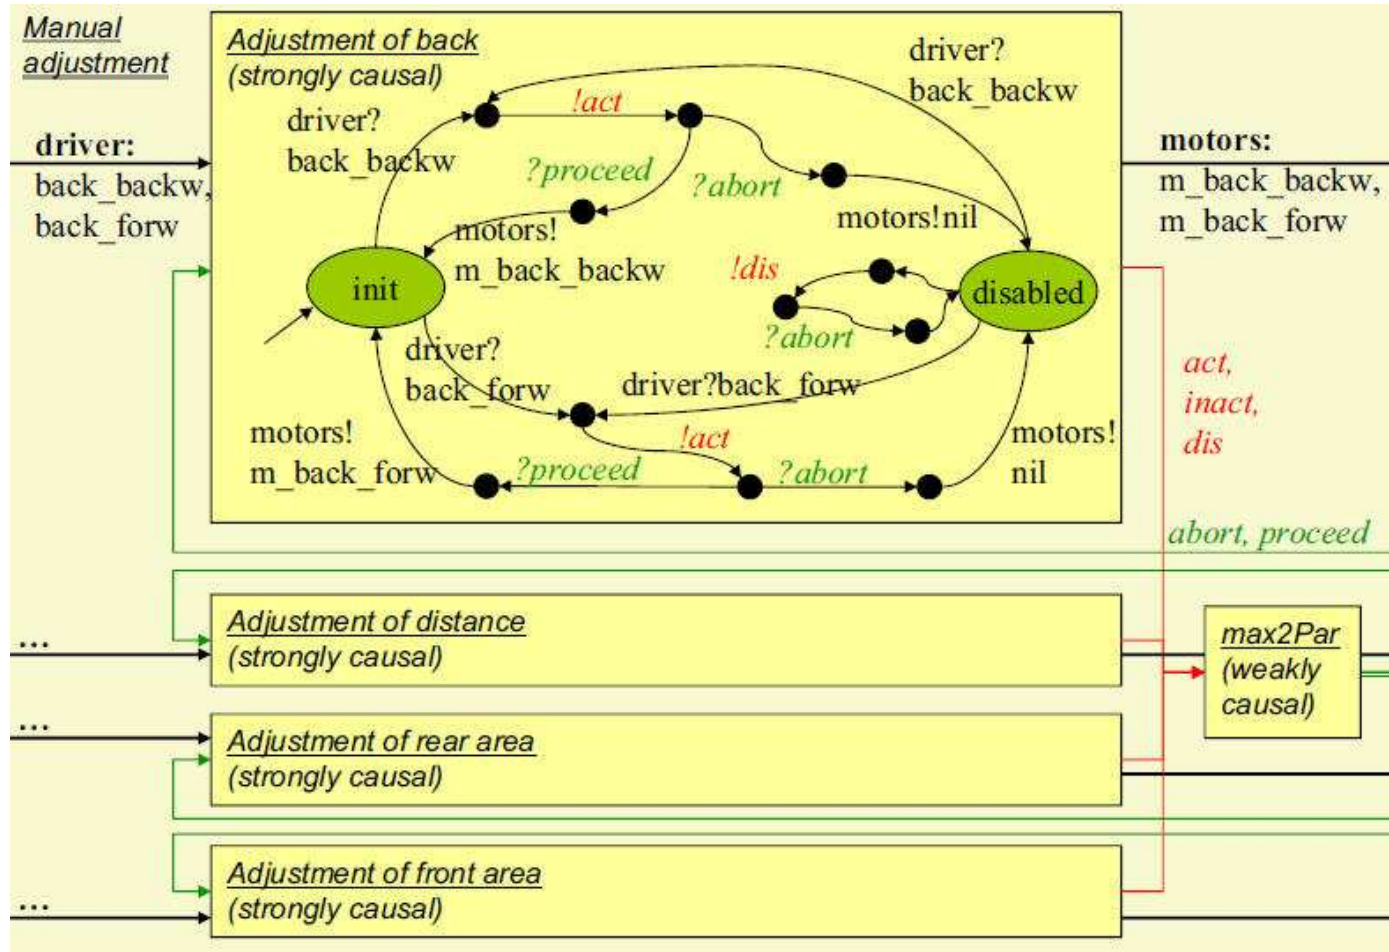 Manual
adjustment
Adjustment of back
(strongly causal)
driver?
back_backw
!act
driver?
back_backw
driver:
back_backw,
back_forw
motors:
m_back_backw,
m_back_forw
?proceed
?abort
motors!nil
motors!
m_back_backw
init
!dis
disabled
?abort
driver?
back_forw
driver?back_forw
act,
inact,
dis
motors!
m_back_forw
!act
?proceed
?abort
motors!
nil
abort, proceed
...
Adjustment of distance
(strongly causal)
max2Par
(weakly
causal)
...
Adjustment of rear area
(strongly causal)
...
Adjustment of front area
(strongly causal)